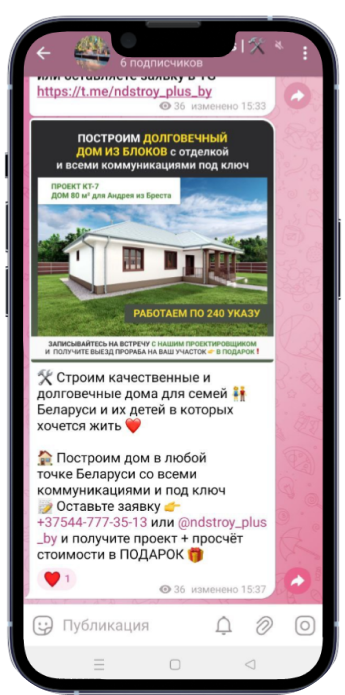 6 подписчиков
или оставляете заявку в
https://t.me/ndstroy_plus_by
36 изменено 15:33
ПОСТРОИМ ДОЛГОВЕЧНЫЙ
ДОМ ИЗ БЛОКОВ с отделкой
и всеми коммуникациями под ключ
ПРОЕКТ КТ-7
ДОМ 80 м² для Андрея из Бреста
РАБОТАЕМ ПО 240 УКАЗУ
ЗАПИСЫВАЙТЕСЬ НА ВСТРЕЧУ С НАШИМ ПРОЕКТИРОВЩИКОМ
И ПОЛУЧИТЕ ВЫЕЗД ПРОРАБА НА ВАШ УЧАСТОК 👉 В ПОДАРОК❗
🛠 Строим качественные и
долговечные дома для семей 👫
Беларуси и их детей в которых
хочется жить ❤️
🏠 Построим дом в любой
точке Беларуси со всеми
коммуникациями и под ключ
📝 Оставьте заявку 👉
+37544-777-35-13 или @ndstroy_plus
_by и получите проект + просчёт
стоимости в ПОДАРОК 🎁
❤️ 1
36 изменено 15:37
Публикация